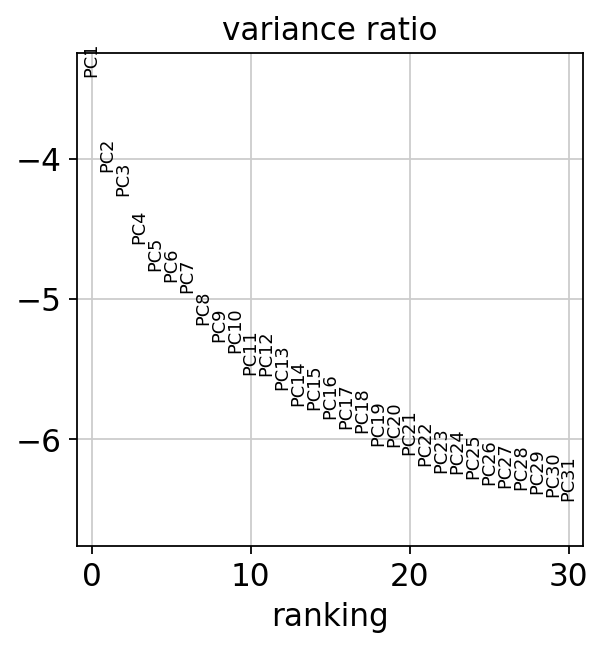 variance ratio
−4
−5
−6
PC1
PC2
PC3
PC4
PC5
PC6
PC7
PC8
PC9
PC10
PC11
PC12
PC13
PC14
PC15
PC16
PC17
PC18
PC19
PC20
PC21
PC22
PC23
PC24
PC25
PC26
PC27
PC28
PC29
PC30
PC31
0 10 20 30
ranking